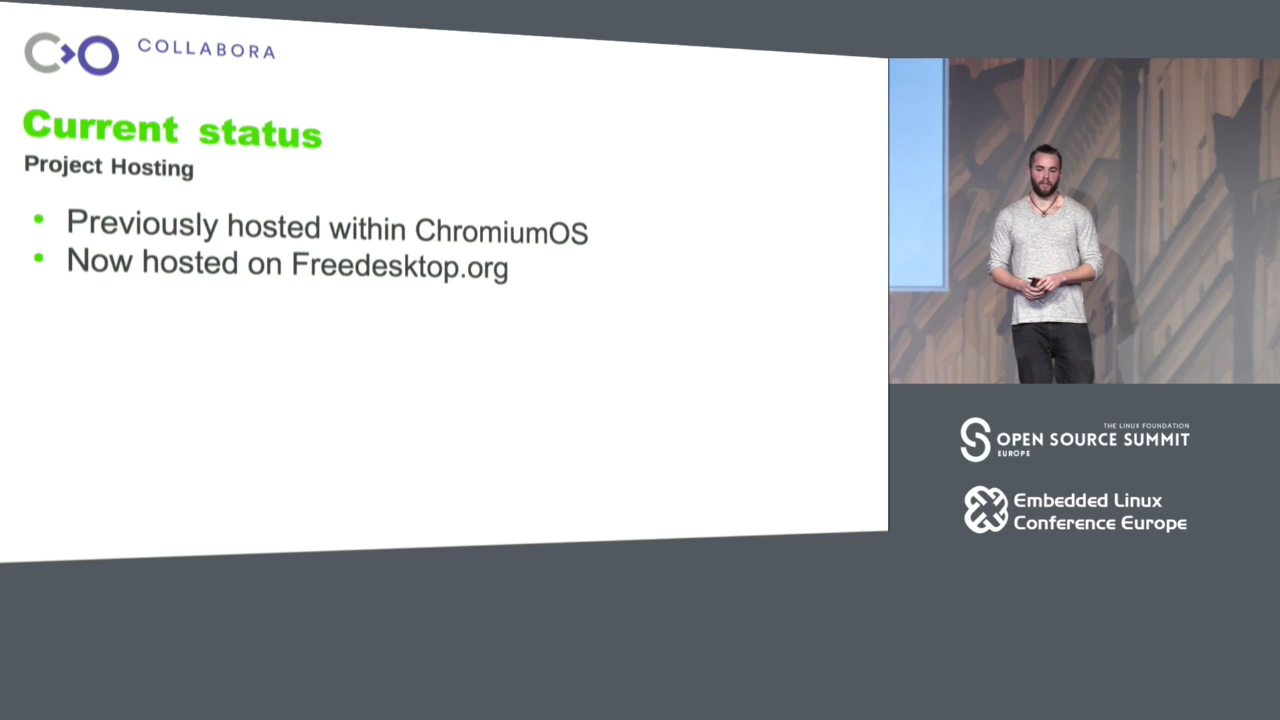 COLLABORA
Current status
Project Hosting
• Previously hosted within ChromiumOS
• Now hosted on Freedesktop.org
THE LINUX FOUNDATION
OPEN SOURCE SUMMIT
EUROPE
Embedded Linux
Conference Europe